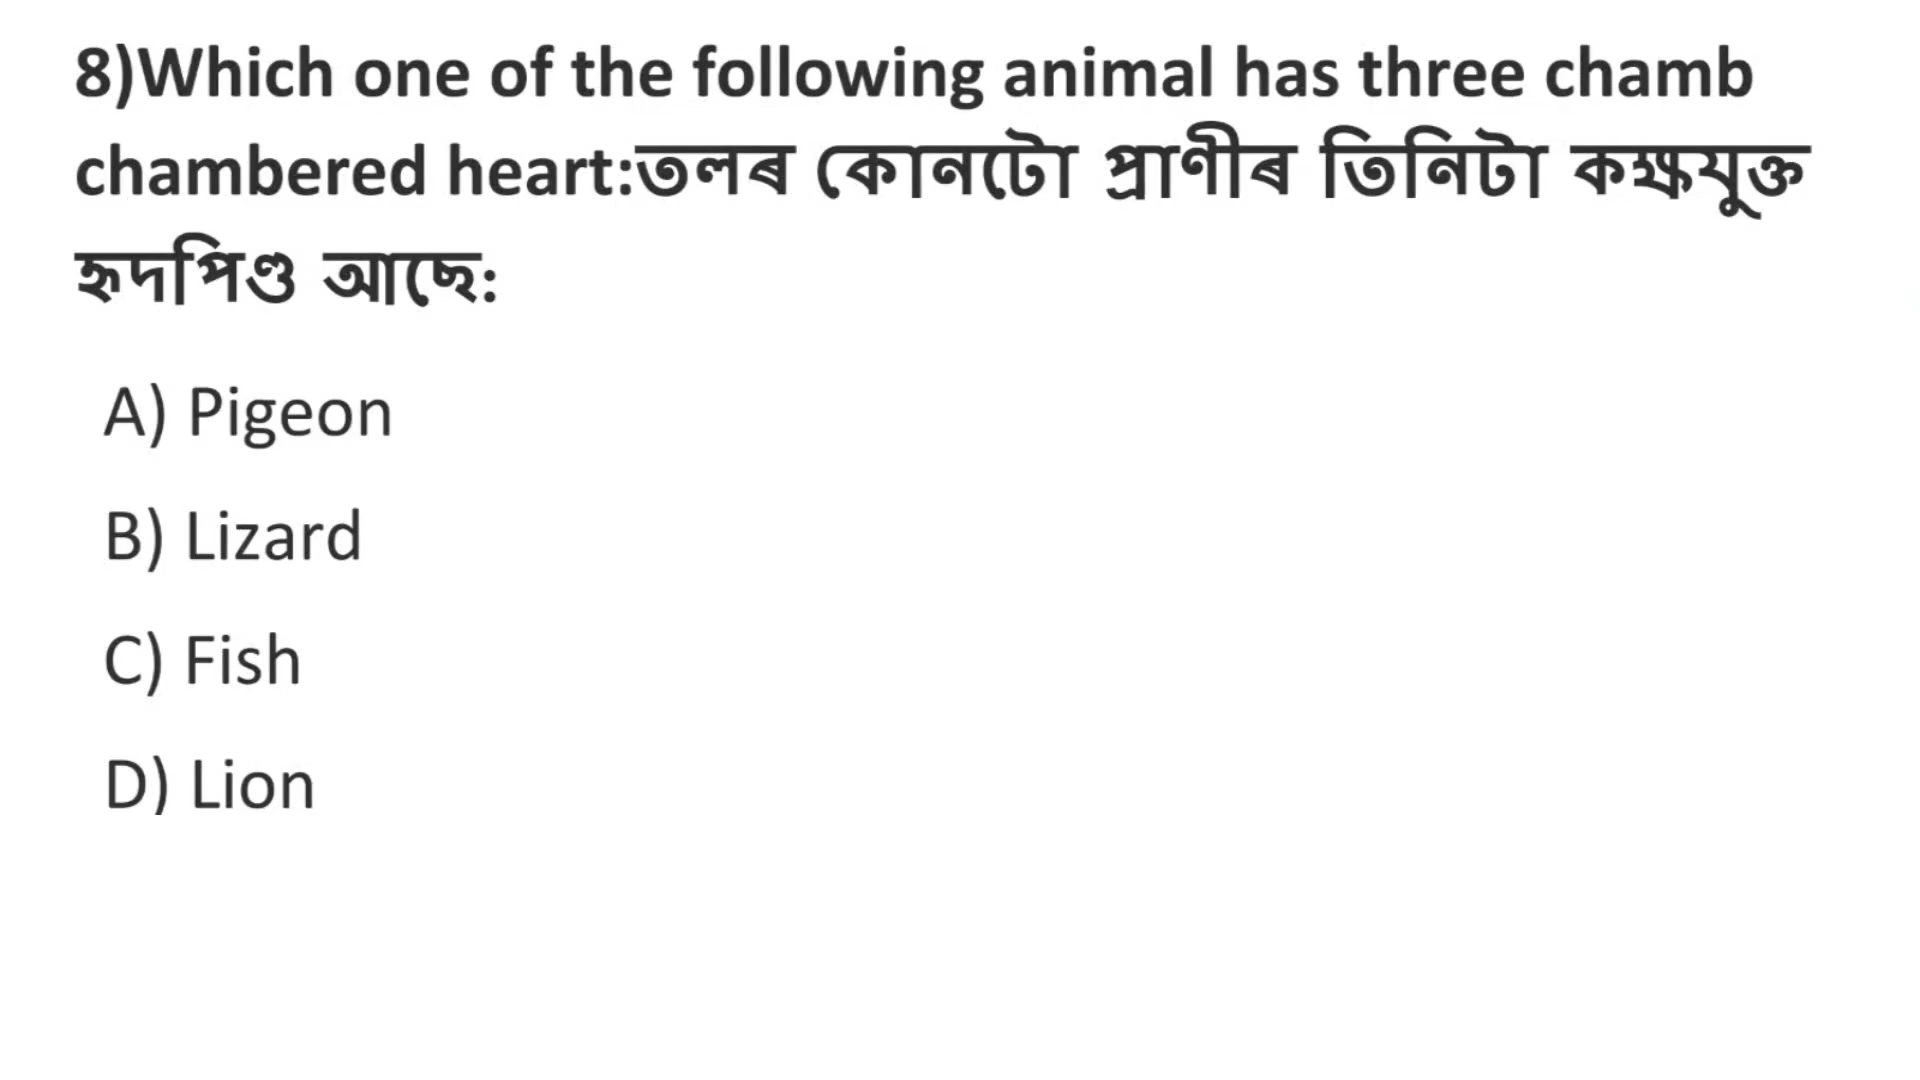 8)Which one of the following animal has three chamb
chambered heart:তলৰ কোনটো প্ৰাণীৰ তিনিটা কক্ষযুক্ত
হৃদপিণ্ড আছে:
A) Pigeon
B) Lizard
C) Fish
D) Lion